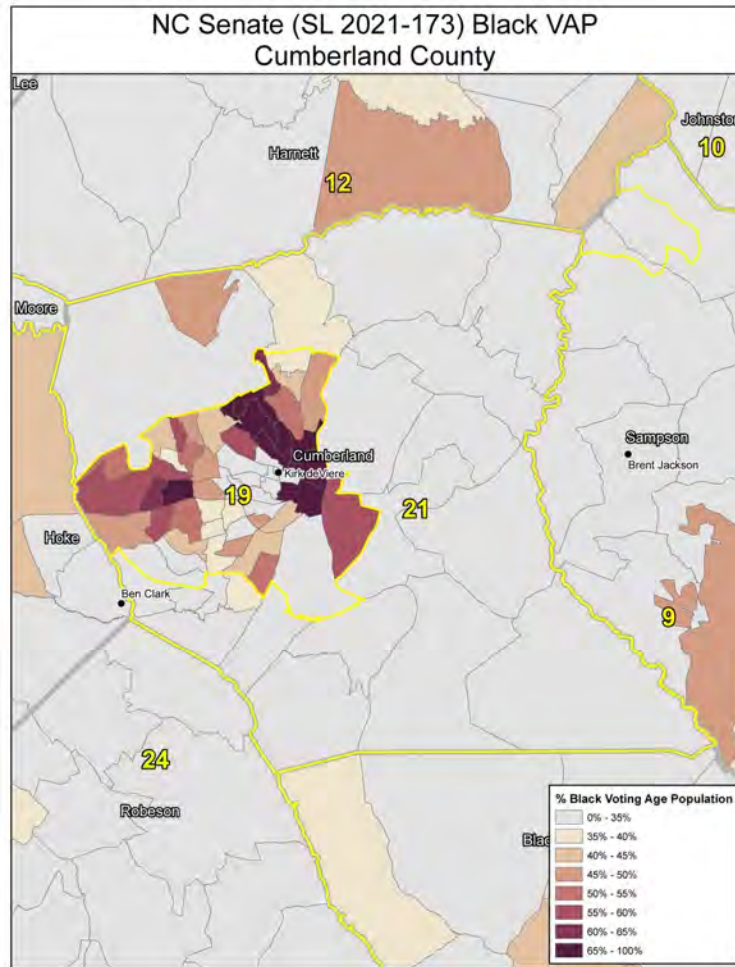 NC Senate (SL 2021-173) Black VAP
Cumberland County
Lee
Harnett
Johnston
10
12
Moore
Cumberland
Kirk deViere
Sampson
Brent Jackson
19
21
Hoke
Ben Clark
9
24
Robeson
Blac
% Black Voting Age Population
0% - 35%
35% - 40%
40% - 45%
45% - 50%
50% - 55%
55% - 60%
60% - 65%
65% - 100%